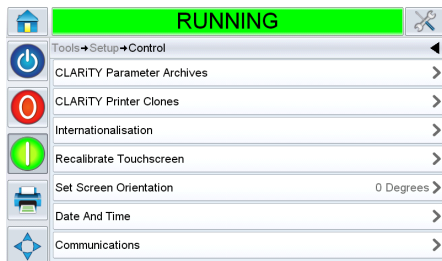 RUNNING
Tools→Setup→Control
CLARiTY Parameter Archives
CLARiTY Printer Clones
Internationalisation
Recalibrate Touchscreen
Set Screen Orientation 0 Degrees
Date And Time
Communications